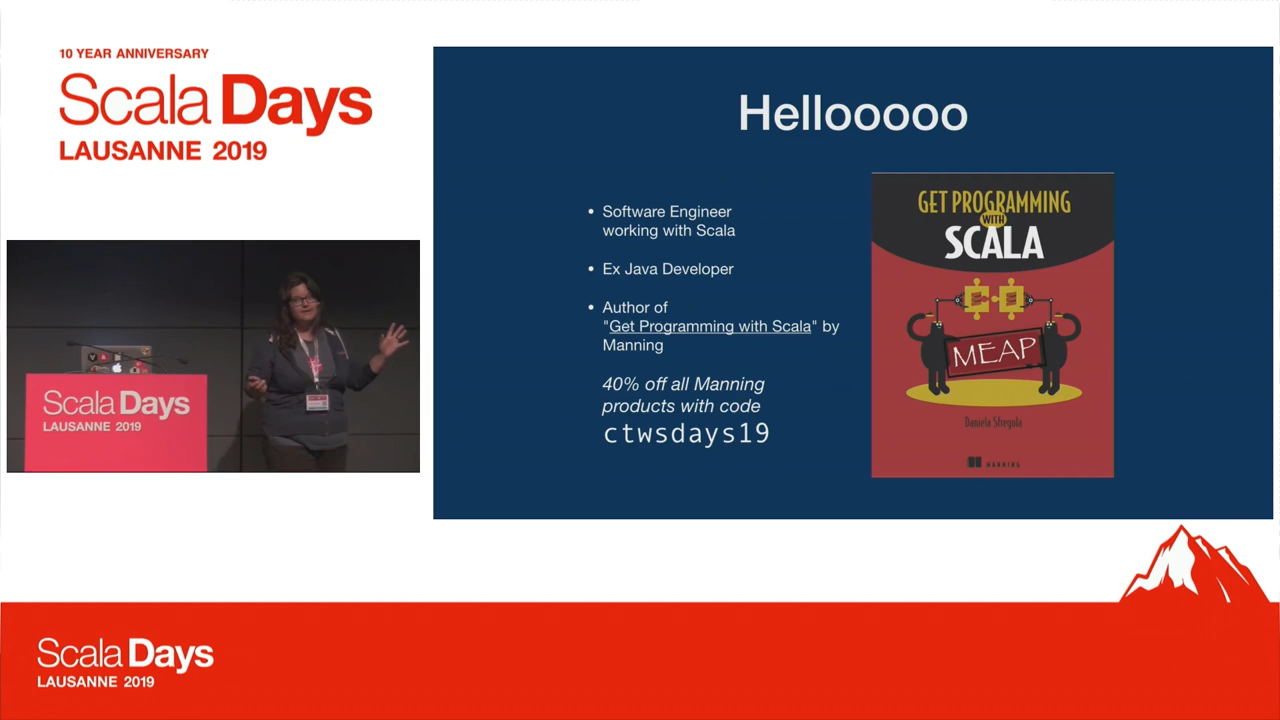 10 YEAR ANNIVERSARY
Scala Days
LAUSANNE 2019
Hellooooo
• Software Engineer
working with Scala
• Ex Java Developer
• Author of
"Get Programming with Scala" by
Manning
40% off all Manning
products with code
ctwsdays19
GET PROGRAMMING
WITH
SCALA
MEAP
Daniela Sfregola
MANNING
Scala Days
LAUSANNE 2019
Scala Days
LAUSANNE 2019